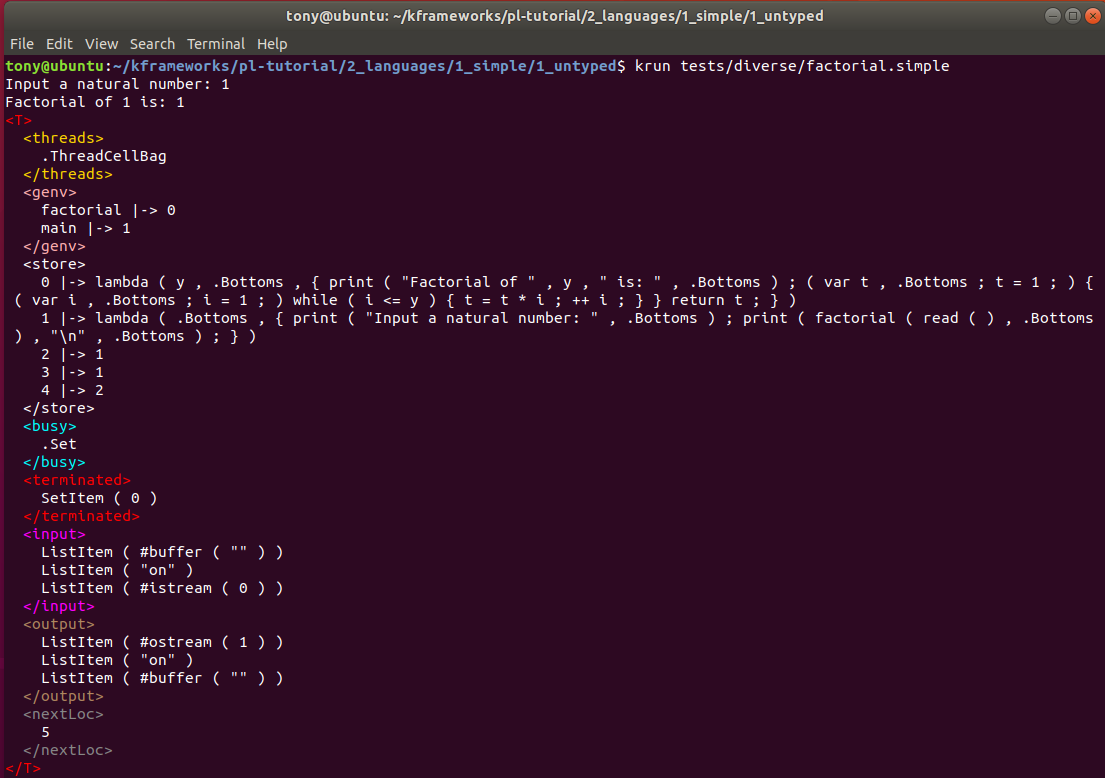 tony@ubuntu: ~/kframeworks/pl-tutorial/2_languages/1_simple/1_untyped
File Edit View Search Terminal Help
tony@ubuntu:~/kframeworks/pl-tutorial/2_languages/1_simple/1_untyped$ krun tests/diverse/factorial.simple
Input a natural number: 1
Factorial of 1 is: 1
<T>
  <threads>
    .ThreadCellBag
  </threads>
  <genv>
    factorial |-> 0
    main |-> 1
  </genv>
  <store>
    0 |-> lambda ( y , .Bottoms , { print ( "Factorial of " , y , " is: " , .Bottoms ) ; ( var t , .Bottoms ; t = 1 ; ) {
 ( var i , .Bottoms ; i = 1 ; ) while ( i <= y ) { t = t * i ; ++ i ; } } return t ; } )
    1 |-> lambda ( .Bottoms , { print ( "Input a natural number: " , .Bottoms ) ; print ( factorial ( read ( ) , .Bottoms
 ) , "\n" , .Bottoms ) ; } )
    2 |-> 1
    3 |-> 1
    4 |-> 2
  </store>
  <busy>
    .Set
  </busy>
  <terminated>
    SetItem ( 0 )
  </terminated>
  <input>
    ListItem ( #buffer ( "" ) )
    ListItem ( "on" )
    ListItem ( #istream ( 0 ) )
  </input>
  <output>
    ListItem ( #ostream ( 1 ) )
    ListItem ( "on" )
    ListItem ( #buffer ( "" ) )
  </output>
  <nextLoc>
    5
  </nextLoc>
</T>